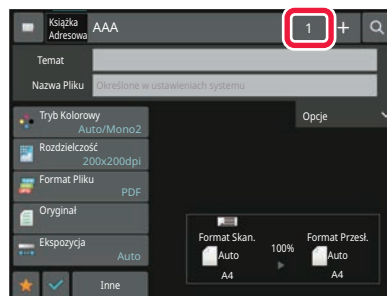 Książka
Adresowa
AAA
1
Temat
Nazwa Pliku
Określone w ustawieniach systemu
Tryb Kolorowy
Auto/Mono2
Opcje
Rozdzielczość
200x200dpi
Format Pliku
PDF
Oryginał
Ekspozycja
Auto
Inne
Format Skan.
100%
Format Przesł.
Auto
Auto
A4
A4